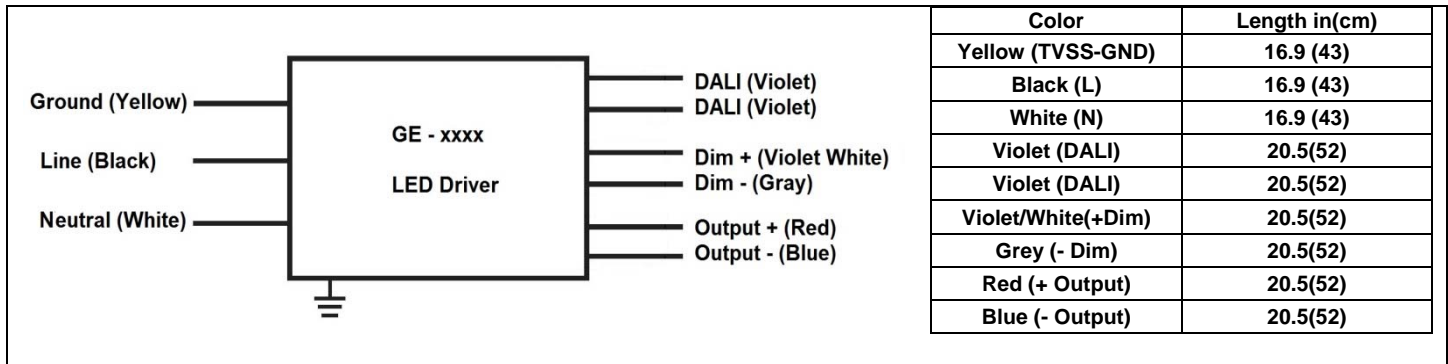 Ground (Yellow)
Line (Black)
Neutral (White)
GE - xxxx
LED Driver
DALI (Violet)
DALI (Violet)
Dim + (Violet White)
Dim - (Gray)
Output + (Red)
Output - (Blue)
Color Length in(cm)
Yellow (TVSS-GND) 16.9 (43)
Black (L) 16.9 (43)
White (N) 16.9 (43)
Violet (DALI) 20.5(52)
Violet (DALI) 20.5(52)
Violet/White(+Dim) 20.5(52)
Grey (- Dim) 20.5(52)
Red (+ Output) 20.5(52)
Blue (- Output) 20.5(52)